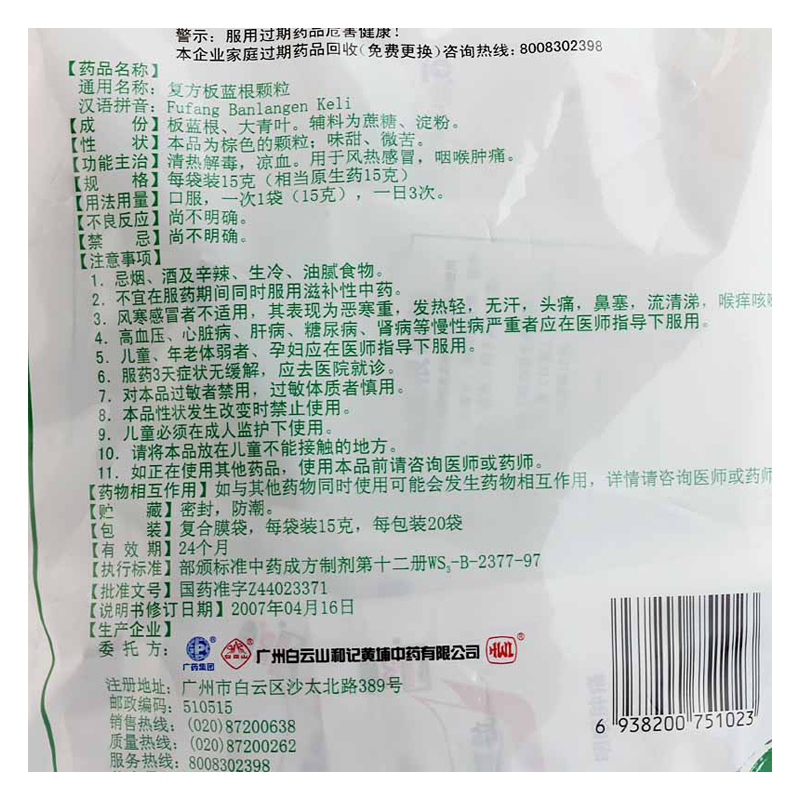 警示：服用过期药品危害健康！
本企业家庭过期药品回收(免费更换)咨询热线：8008302398
【药品名称】
通用名称：复方板蓝根颗粒
汉语拼音：Fufang Banlangen Keli
【成　份】板蓝根、大青叶。辅料为蔗糖、淀粉。
【性　状】本品为棕色的颗粒；味甜、微苦。
【功能主治】清热解毒，凉血。用于风热感冒，咽喉肿痛。
【规　格】每袋装15克（相当原生药15克）
【用法用量】口服，一次1袋（15克），一日3次。
【不良反应】尚不明确。
【禁　忌】尚不明确。
【注意事项】
1．忌烟、酒及辛辣、生冷、油腻食物。
2．不宜在服药期间同时服用滋补性中药。
3．风寒感冒者不适用，其表现为恶寒重，发热轻，无汗，头痛，鼻塞，流清涕，喉痒咳嗽
4．高血压、心脏病、肝病、糖尿病、肾病等慢性病严重者应在医师指导下服用。
5．儿童、年老体弱者、孕妇应在医师指导下服用。
6．服药3天症状无缓解，应去医院就诊。
7．对本品过敏者禁用，过敏体质者慎用。
8．本品性状发生改变时禁止使用。
9．儿童必须在成人监护下使用。
10．请将本品放在儿童不能接触的地方。
11．如正在使用其他药品，使用本品前请咨询医师或药师。
【药物相互作用】如与其他药物同时使用可能会发生药物相互作用，详情请咨询医师或药师
【贮　藏】密封，防潮。
【包　装】复合膜袋，每袋装15克，每包装20袋
【有 效 期】24个月
【执行标准】部颁标准中药成方制剂第十二册WS₃-B-2377-97
【批准文号】国药准字Z44023371
【说明书修订日期】2007年04月16日
【生产企业】
委 托 方：广药集团 白云山 广州白云山和记黄埔中药有限公司
注册地址：广州市白云区沙太北路389号
邮政编码：510515
销售热线：(020)87200638
质量热线：(020)87200262
服务热线：8008302398
6 938200 751023